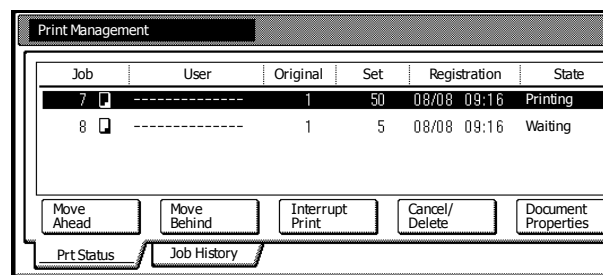 Print Management
Job User Original Set Registration State
7 -------------- 1 50 08/08 09:16 Printing
8 -------------- 1 5 08/08 09:16 Waiting
Move Ahead Move Behind Interrupt Print Cancel/ Delete Document Properties
Prt Status Job History